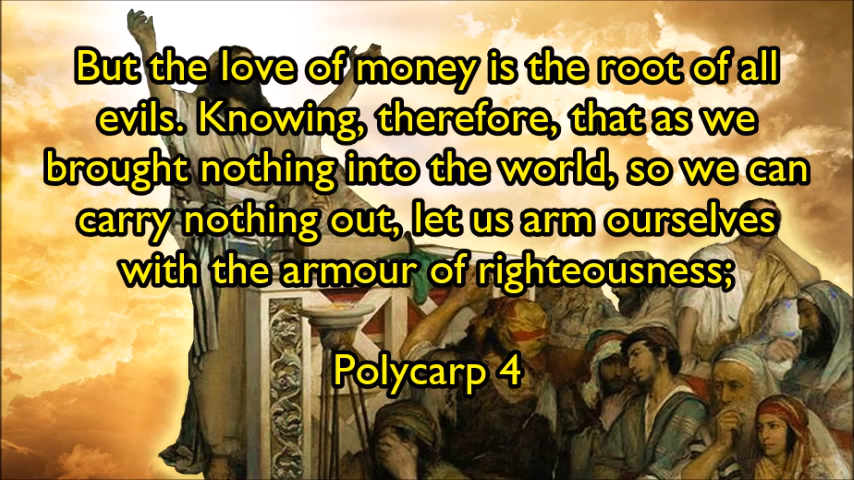 But the love of money is the root of all
evils. Knowing, therefore, that as we
brought nothing into the world, so we can
carry nothing out, let us arm ourselves
with the armour of righteousness;
Polycarp 4